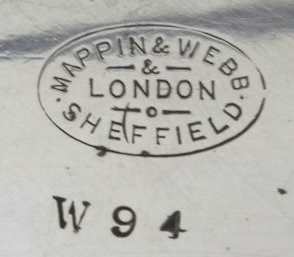 MAPPIN & WEBB
&
LONDON
SHEFFIELD
W 94